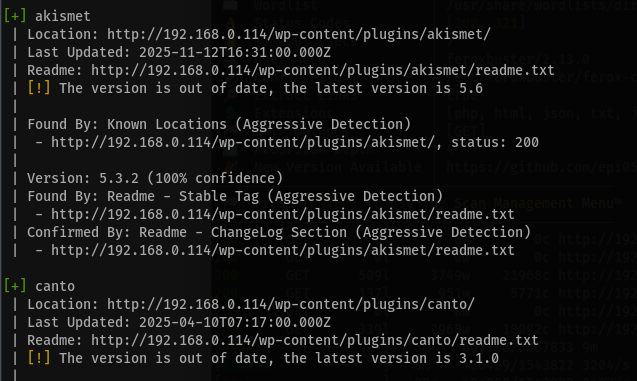 [+] akismet
| Location: http://192.168.0.114/wp-content/plugins/akismet/
| Last Updated: 2025-11-12T16:31:00.000Z
| Readme: http://192.168.0.114/wp-content/plugins/akismet/readme.txt
| [!] The version is out of date, the latest version is 5.6
|
| Found By: Known Locations (Aggressive Detection)
|  - http://192.168.0.114/wp-content/plugins/akismet/, status: 200
|
| Version: 5.3.2 (100% confidence)
| Found By: Readme - Stable Tag (Aggressive Detection)
|  - http://192.168.0.114/wp-content/plugins/akismet/readme.txt
| Confirmed By: Readme - ChangeLog Section (Aggressive Detection)
|  - http://192.168.0.114/wp-content/plugins/akismet/readme.txt
[+] canto
| Location: http://192.168.0.114/wp-content/plugins/canto/
| Last Updated: 2025-04-10T07:17:00.000Z
| Readme: http://192.168.0.114/wp-content/plugins/canto/readme.txt
| [!] The version is out of date, the latest version is 3.1.0
|